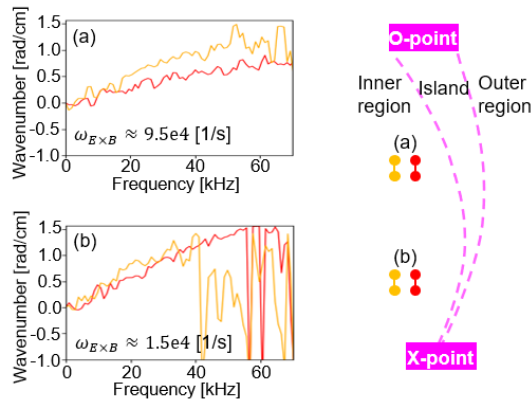 (a)
1.5
1.0
0.5
0.0
-0.5
-1.0
Wavenumber [rad/cm]
ω_{E×B} ≈ 9.5e4 [1/s]
0 20 40 60
Frequency [kHz]
(b)
1.5
1.0
0.5
0.0
-0.5
-1.0
Wavenumber [rad/cm]
ω_{E×B} ≈ 1.5e4 [1/s]
0 20 40 60
Frequency [kHz]
O-point
Inner
region
Island
Outer
region
(a)
(b)
X-point